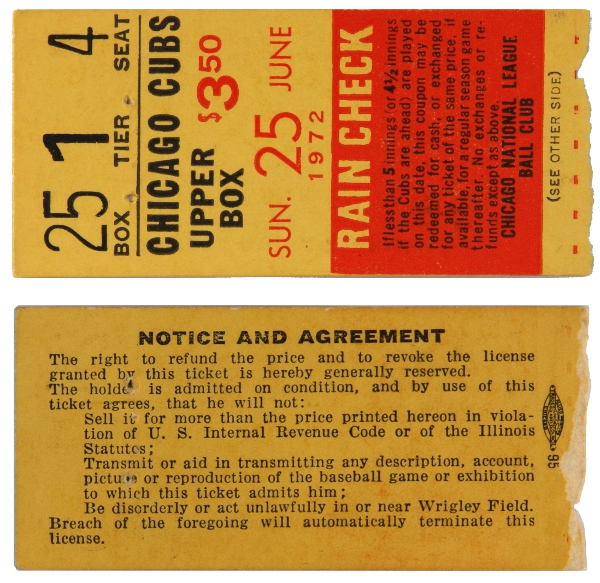 25 1 4
BOX TIER SEAT
CHICAGO CUBS
UPPER $3.50
BOX
SUN. 25 JUNE
1972
RAIN CHECK
If less than 5 innings (or 4½ innings
if the Cubs are ahead) are played
on this date, this coupon may be
redeemed for cash, or exchanged
for any ticket of the same price, if
available, for a regular season game
thereafter. No exchanges or re-
funds except as above.
CHICAGO NATIONAL LEAGUE
BALL CLUB
(SEE OTHER SIDE)
NOTICE AND AGREEMENT
The right to refund the price and to revoke the license
granted by this ticket is hereby generally reserved.
The holder is admitted on condition, and by use of this
ticket agrees, that he will not:
Sell it for more than the price printed hereon in viola-
tion of U. S. Internal Revenue Code or of the Illinois
Statutes;
Transmit or aid in transmitting any description, account,
picture or reproduction of the baseball game or exhibition
to which this ticket admits him;
Be disorderly or act unlawfully in or near Wrigley Field.
Breach of the foregoing will automatically terminate this
license.
95